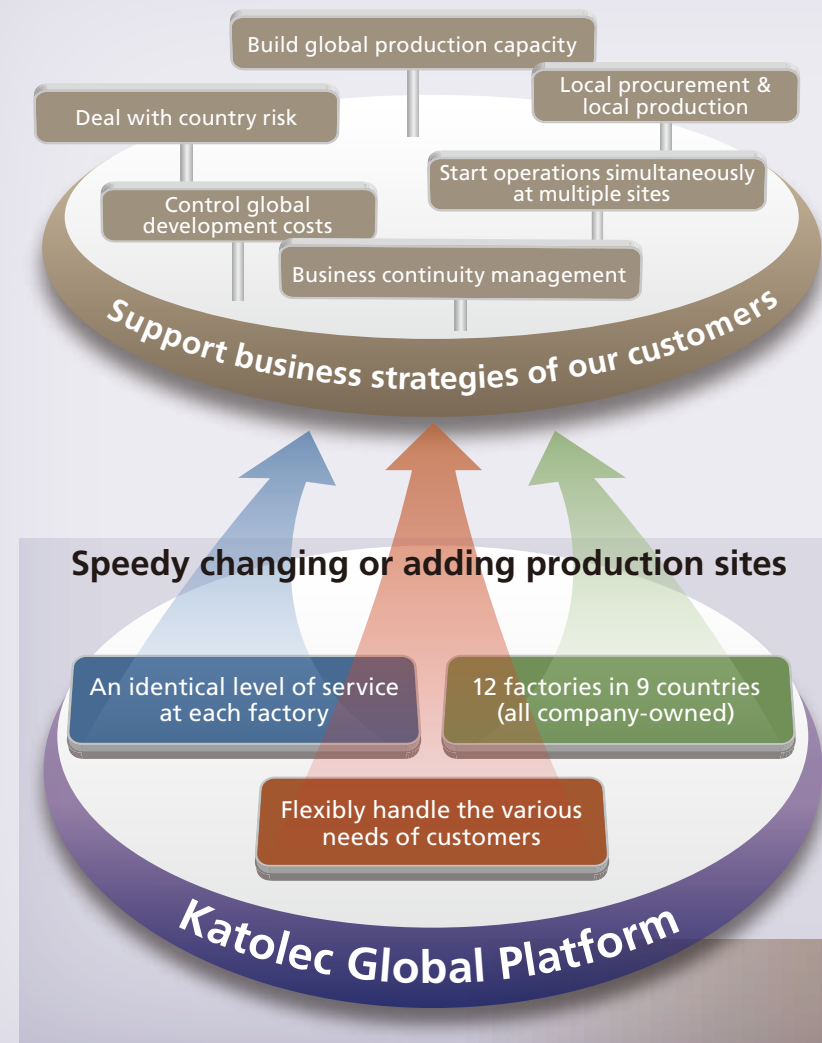 Build global production capacity
Local procurement &
local production
Deal with country risk
Start operations simultaneously
at multiple sites
Control global
development costs
Business continuity management
Support business strategies of our customers
Speedy changing or adding production sites
An identical level of service
at each factory
12 factories in 9 countries
(all company-owned)
Flexibly handle the various
needs of customers
Katolec Global Platform